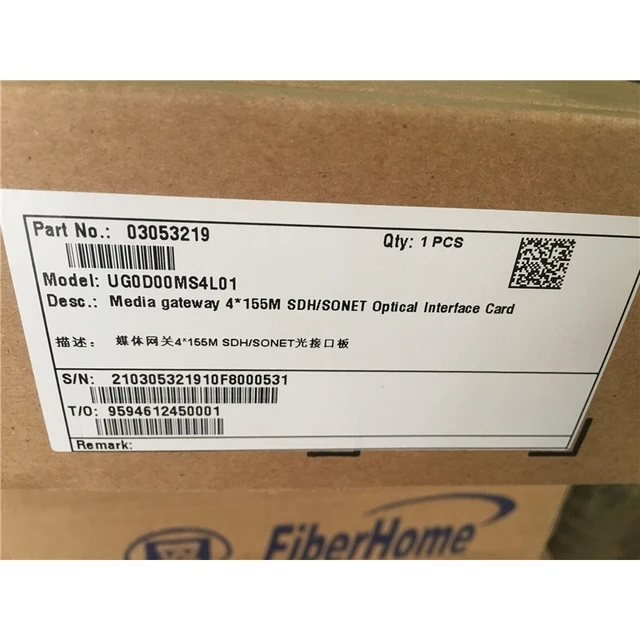 Part No.: 03053219
Qty: 1 PCS
Model: UG0D00MS4L01
Desc.: Media gateway 4*155M SDH/SONET Optical Interface Card
描述: 媒体网关4*155M SDH/SONET光接口板
S/N: 210305321910F8000531
T/O: 9594612450001
Remark:
FiberHome